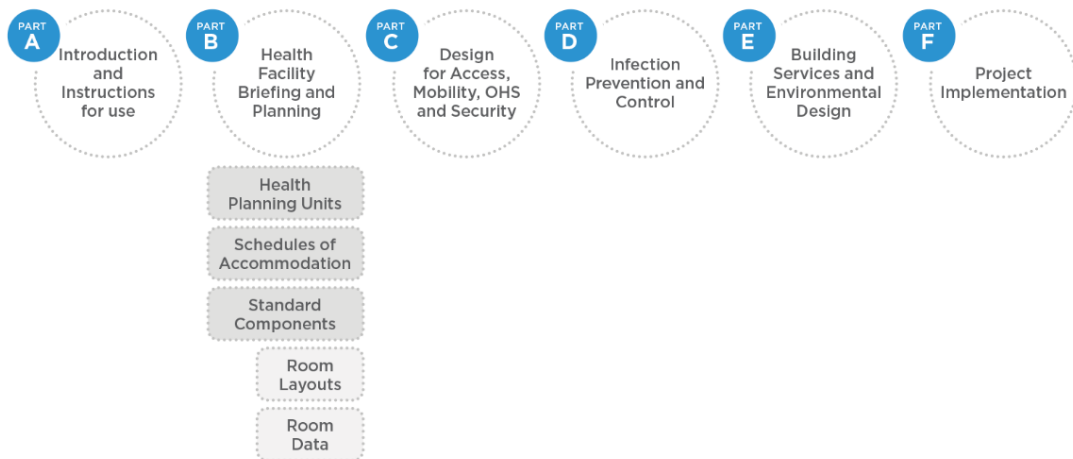 PART
A
Introduction
and
Instructions
for use
PART
B
Health
Facility
Briefing and
Planning
PART
C
Design
for Access,
Mobility, OHS
and Security
PART
D
Infection
Prevention and
Control
PART
E
Building
Services and
Environmental
Design
PART
F
Project
Implementation
Health
Planning Units
Schedules of
Accommodation
Standard
Components
Room
Layouts
Room
Data